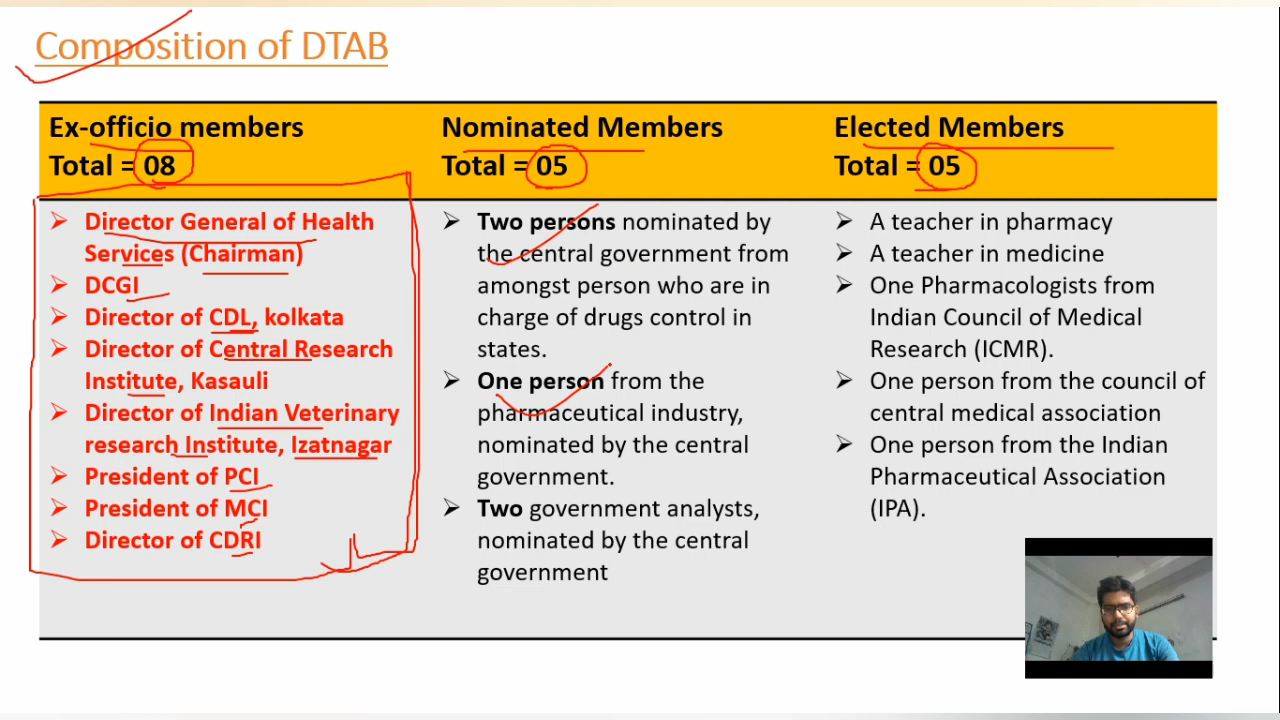 Composition of DTAB
Ex-officio members
Total = 08
Director General of Health
Services (Chairman)
DCGI
Director of CDL, kolkata
Director of Central Research
Institute, Kasauli
Director of Indian Veterinary
research Institute, Izatnagar
President of PCI
President of MCI
Director of CDRI
Nominated Members
Total = 05
Two persons nominated by
the central government from
amongst person who are in
charge of drugs control in
states.
One person from the
pharmaceutical industry,
nominated by the central
government.
Two government analysts,
nominated by the central
government
Elected Members
Total = 05
A teacher in pharmacy
A teacher in medicine
One Pharmacologists from
Indian Council of Medical
Research (ICMR).
One person from the council of
central medical association
One person from the Indian
Pharmaceutical Association
(IPA).